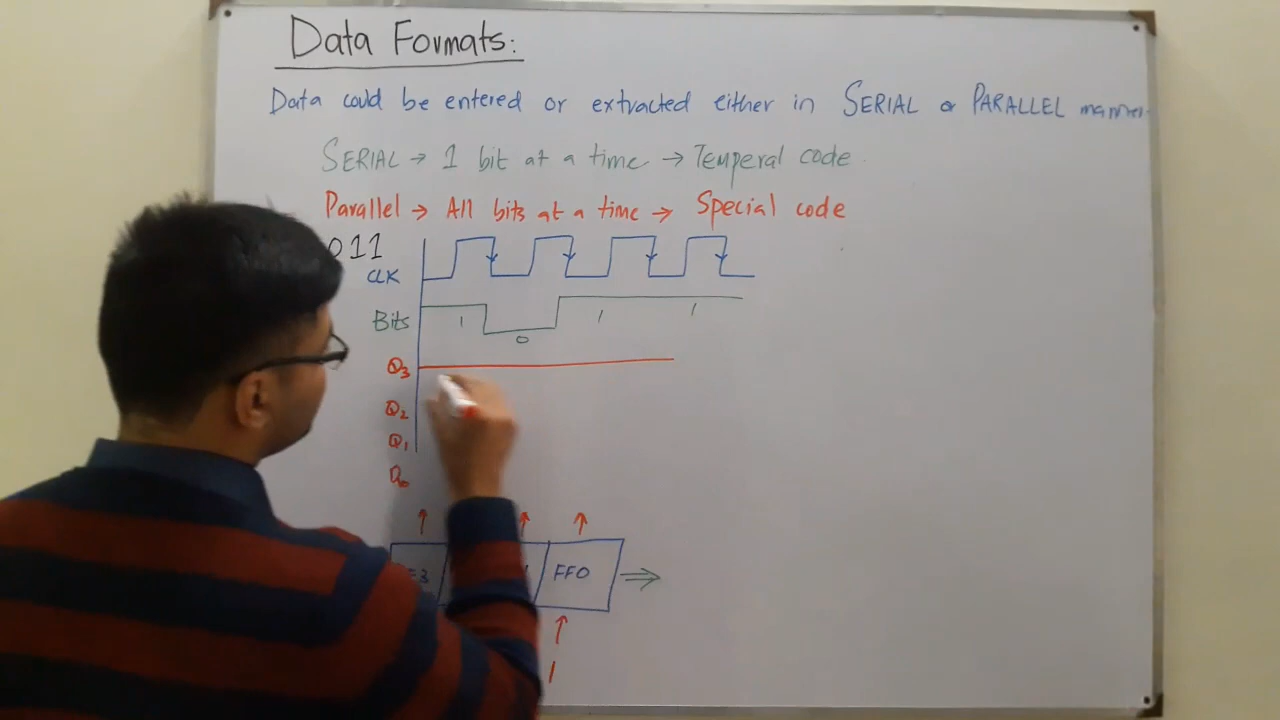 Data Formats:
Data could be entered or extracted either in SERIAL or PARALLEL manner.
SERIAL → 1 bit at a time → Temperal code
Parallel → All bits at a time → Special code
011
CLK
Bits 1 0 1 1
Q3
Q2
Q1
Q0
FF0
1